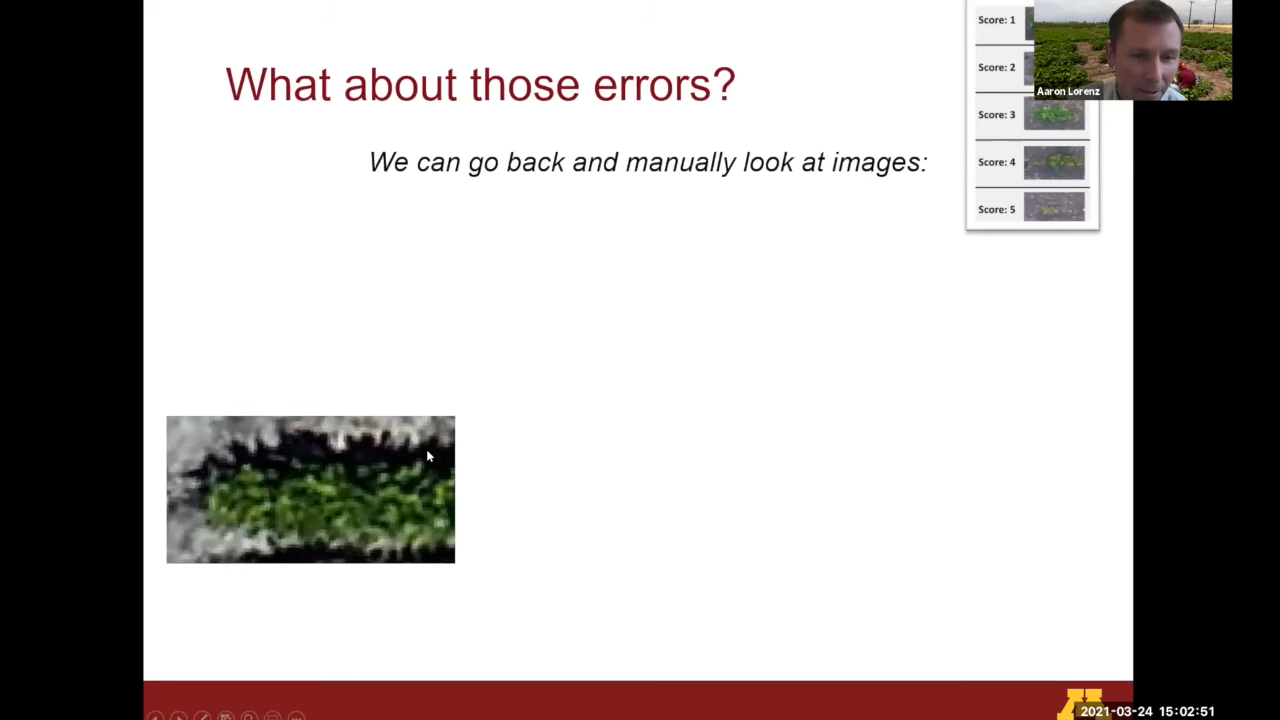 What about those errors?
We can go back and manually look at images:
Score: 1
Score: 2
Score: 3
Score: 4
Score: 5
Aaron Lorenz
2021-03-24 15:02:51